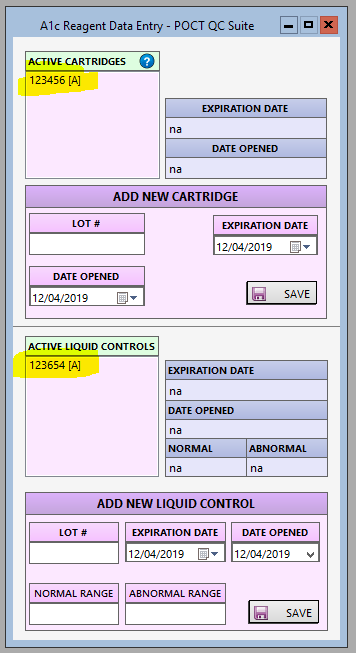 A1c Reagent Data Entry - POCT QC Suite
ACTIVE CARTRIDGES ?
123456 [A]
EXPIRATION DATE
na
DATE OPENED
na
ADD NEW CARTRIDGE
LOT #
EXPIRATION DATE
12/04/2019
DATE OPENED
12/04/2019
SAVE
ACTIVE LIQUID CONTROLS
123654 [A]
EXPIRATION DATE
na
DATE OPENED
na
NORMAL ABNORMAL
na na
ADD NEW LIQUID CONTROL
LOT # EXPIRATION DATE DATE OPENED
12/04/2019 12/04/2019
NORMAL RANGE ABNORMAL RANGE
SAVE